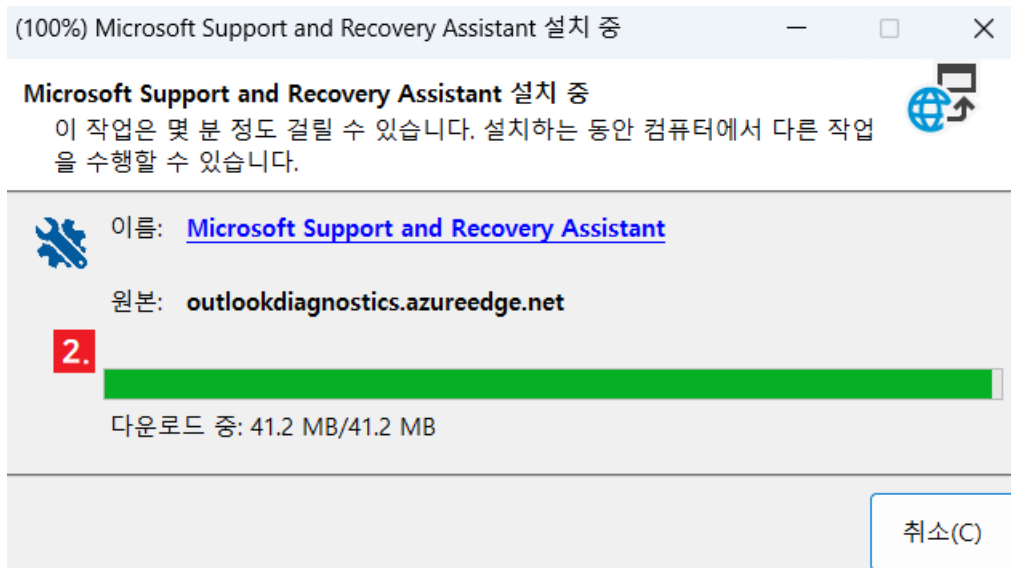 (100%) Microsoft Support and Recovery Assistant 설치 중
Microsoft Support and Recovery Assistant 설치 중
이 작업은 몇 분 정도 걸릴 수 있습니다. 설치하는 동안 컴퓨터에서 다른 작업
을 수행할 수 있습니다.
이름: Microsoft Support and Recovery Assistant
원본: outlookdiagnostics.azureedge.net
2.
다운로드 중: 41.2 MB/41.2 MB
취소(C)